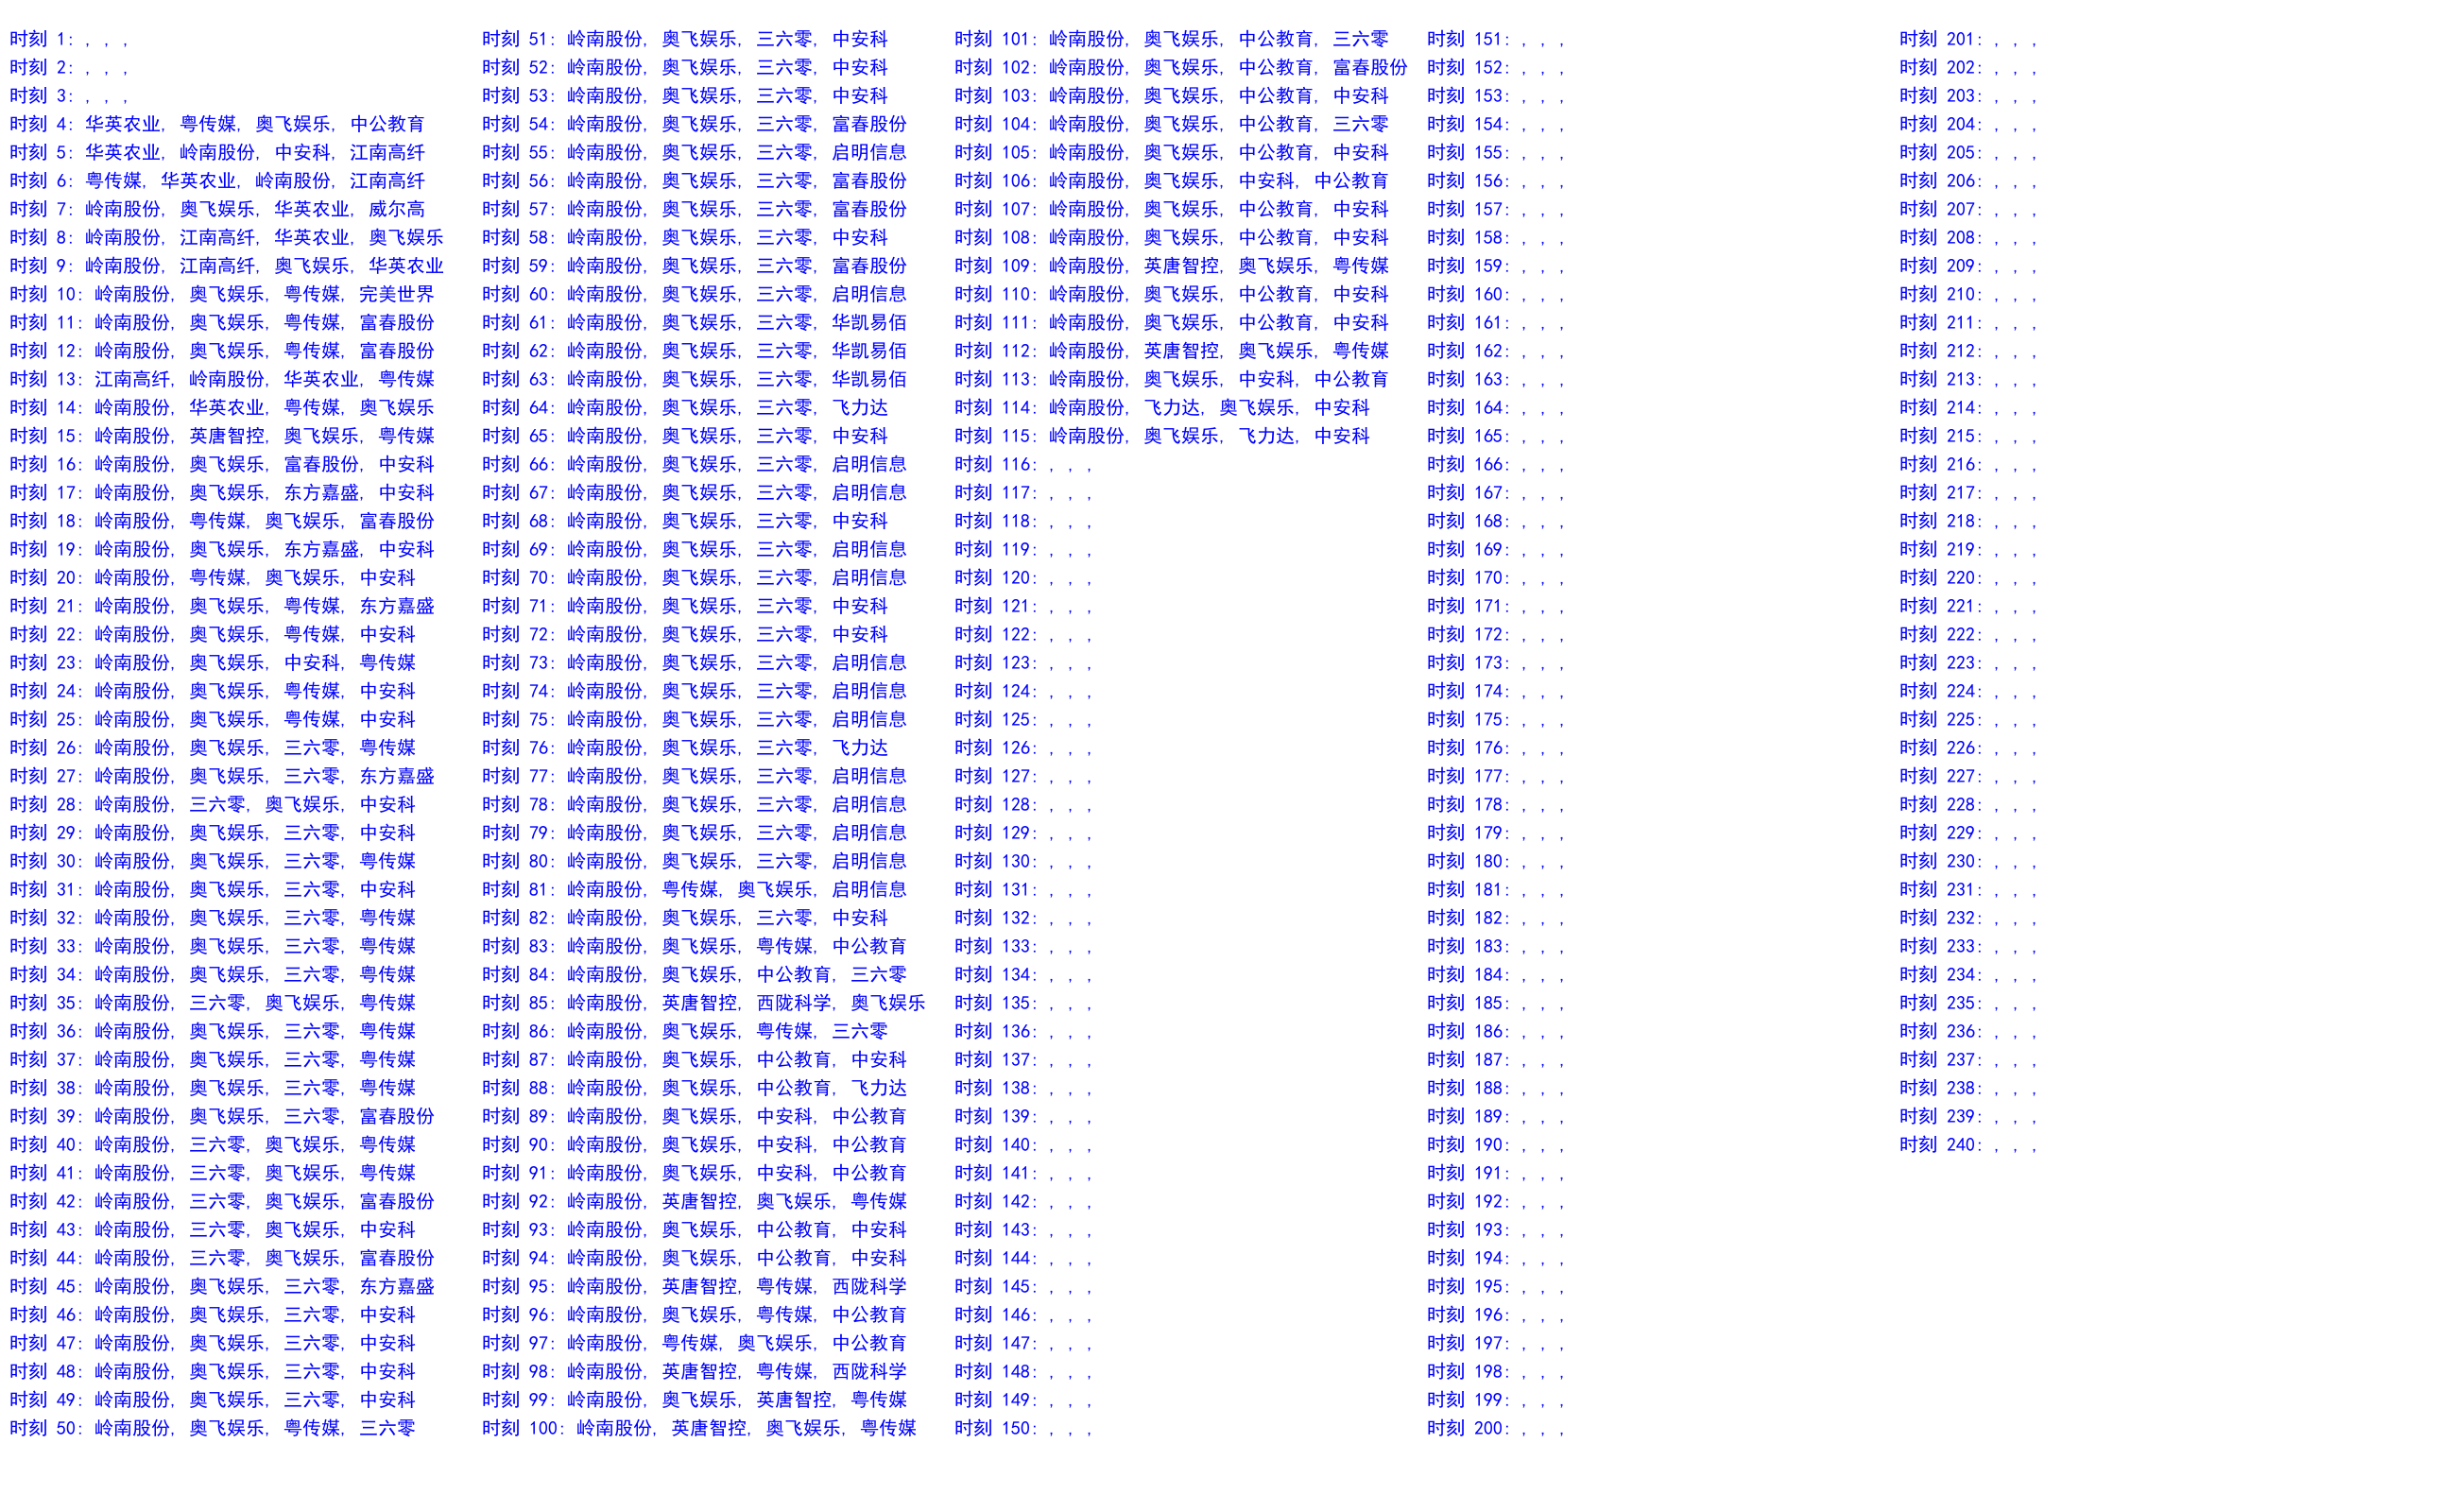 时刻 1: , , ,
时刻 2: , , ,
时刻 3: , , ,
时刻 4: 华英农业, 粤传媒, 奥飞娱乐, 中公教育
时刻 5: 华英农业, 岭南股份, 中安科, 江南高纤
时刻 6: 粤传媒, 华英农业, 岭南股份, 江南高纤
时刻 7: 岭南股份, 奥飞娱乐, 华英农业, 威尔高
时刻 8: 岭南股份, 江南高纤, 华英农业, 奥飞娱乐
时刻 9: 岭南股份, 江南高纤, 奥飞娱乐, 华英农业
时刻 10: 岭南股份, 奥飞娱乐, 粤传媒, 完美世界
时刻 11: 岭南股份, 奥飞娱乐, 粤传媒, 富春股份
时刻 12: 岭南股份, 奥飞娱乐, 粤传媒, 富春股份
时刻 13: 江南高纤, 岭南股份, 华英农业, 粤传媒
时刻 14: 岭南股份, 华英农业, 粤传媒, 奥飞娱乐
时刻 15: 岭南股份, 英唐智控, 奥飞娱乐, 粤传媒
时刻 16: 岭南股份, 奥飞娱乐, 富春股份, 中安科
时刻 17: 岭南股份, 奥飞娱乐, 东方嘉盛, 中安科
时刻 18: 岭南股份, 粤传媒, 奥飞娱乐, 富春股份
时刻 19: 岭南股份, 奥飞娱乐, 东方嘉盛, 中安科
时刻 20: 岭南股份, 粤传媒, 奥飞娱乐, 中安科
时刻 21: 岭南股份, 奥飞娱乐, 粤传媒, 东方嘉盛
时刻 22: 岭南股份, 奥飞娱乐, 粤传媒, 中安科
时刻 23: 岭南股份, 奥飞娱乐, 中安科, 粤传媒
时刻 24: 岭南股份, 奥飞娱乐, 粤传媒, 中安科
时刻 25: 岭南股份, 奥飞娱乐, 粤传媒, 中安科
时刻 26: 岭南股份, 奥飞娱乐, 三六零, 粤传媒
时刻 27: 岭南股份, 奥飞娱乐, 三六零, 东方嘉盛
时刻 28: 岭南股份, 三六零, 奥飞娱乐, 中安科
时刻 29: 岭南股份, 奥飞娱乐, 三六零, 中安科
时刻 30: 岭南股份, 奥飞娱乐, 三六零, 粤传媒
时刻 31: 岭南股份, 奥飞娱乐, 三六零, 中安科
时刻 32: 岭南股份, 奥飞娱乐, 三六零, 粤传媒
时刻 33: 岭南股份, 奥飞娱乐, 三六零, 粤传媒
时刻 34: 岭南股份, 奥飞娱乐, 三六零, 粤传媒
时刻 35: 岭南股份, 三六零, 奥飞娱乐, 粤传媒
时刻 36: 岭南股份, 奥飞娱乐, 三六零, 粤传媒
时刻 37: 岭南股份, 奥飞娱乐, 三六零, 粤传媒
时刻 38: 岭南股份, 奥飞娱乐, 三六零, 粤传媒
时刻 39: 岭南股份, 奥飞娱乐, 三六零, 富春股份
时刻 40: 岭南股份, 三六零, 奥飞娱乐, 粤传媒
时刻 41: 岭南股份, 三六零, 奥飞娱乐, 粤传媒
时刻 42: 岭南股份, 三六零, 奥飞娱乐, 富春股份
时刻 43: 岭南股份, 三六零, 奥飞娱乐, 中安科
时刻 44: 岭南股份, 三六零, 奥飞娱乐, 富春股份
时刻 45: 岭南股份, 奥飞娱乐, 三六零, 东方嘉盛
时刻 46: 岭南股份, 奥飞娱乐, 三六零, 中安科
时刻 47: 岭南股份, 奥飞娱乐, 三六零, 中安科
时刻 48: 岭南股份, 奥飞娱乐, 三六零, 中安科
时刻 49: 岭南股份, 奥飞娱乐, 三六零, 中安科
时刻 50: 岭南股份, 奥飞娱乐, 粤传媒, 三六零
时刻 51: 岭南股份, 奥飞娱乐, 三六零, 中安科
时刻 52: 岭南股份, 奥飞娱乐, 三六零, 中安科
时刻 53: 岭南股份, 奥飞娱乐, 三六零, 中安科
时刻 54: 岭南股份, 奥飞娱乐, 三六零, 富春股份
时刻 55: 岭南股份, 奥飞娱乐, 三六零, 启明信息
时刻 56: 岭南股份, 奥飞娱乐, 三六零, 富春股份
时刻 57: 岭南股份, 奥飞娱乐, 三六零, 富春股份
时刻 58: 岭南股份, 奥飞娱乐, 三六零, 中安科
时刻 59: 岭南股份, 奥飞娱乐, 三六零, 富春股份
时刻 60: 岭南股份, 奥飞娱乐, 三六零, 启明信息
时刻 61: 岭南股份, 奥飞娱乐, 三六零, 华凯易佰
时刻 62: 岭南股份, 奥飞娱乐, 三六零, 华凯易佰
时刻 63: 岭南股份, 奥飞娱乐, 三六零, 华凯易佰
时刻 64: 岭南股份, 奥飞娱乐, 三六零, 飞力达
时刻 65: 岭南股份, 奥飞娱乐, 三六零, 中安科
时刻 66: 岭南股份, 奥飞娱乐, 三六零, 启明信息
时刻 67: 岭南股份, 奥飞娱乐, 三六零, 启明信息
时刻 68: 岭南股份, 奥飞娱乐, 三六零, 中安科
时刻 69: 岭南股份, 奥飞娱乐, 三六零, 启明信息
时刻 70: 岭南股份, 奥飞娱乐, 三六零, 启明信息
时刻 71: 岭南股份, 奥飞娱乐, 三六零, 中安科
时刻 72: 岭南股份, 奥飞娱乐, 三六零, 中安科
时刻 73: 岭南股份, 奥飞娱乐, 三六零, 启明信息
时刻 74: 岭南股份, 奥飞娱乐, 三六零, 启明信息
时刻 75: 岭南股份, 奥飞娱乐, 三六零, 启明信息
时刻 76: 岭南股份, 奥飞娱乐, 三六零, 飞力达
时刻 77: 岭南股份, 奥飞娱乐, 三六零, 启明信息
时刻 78: 岭南股份, 奥飞娱乐, 三六零, 启明信息
时刻 79: 岭南股份, 奥飞娱乐, 三六零, 启明信息
时刻 80: 岭南股份, 奥飞娱乐, 三六零, 启明信息
时刻 81: 岭南股份, 粤传媒, 奥飞娱乐, 启明信息
时刻 82: 岭南股份, 奥飞娱乐, 三六零, 中安科
时刻 83: 岭南股份, 奥飞娱乐, 粤传媒, 中公教育
时刻 84: 岭南股份, 奥飞娱乐, 中公教育, 三六零
时刻 85: 岭南股份, 英唐智控, 西陇科学, 奥飞娱乐
时刻 86: 岭南股份, 奥飞娱乐, 粤传媒, 三六零
时刻 87: 岭南股份, 奥飞娱乐, 中公教育, 中安科
时刻 88: 岭南股份, 奥飞娱乐, 中公教育, 飞力达
时刻 89: 岭南股份, 奥飞娱乐, 中安科, 中公教育
时刻 90: 岭南股份, 奥飞娱乐, 中安科, 中公教育
时刻 91: 岭南股份, 奥飞娱乐, 中安科, 中公教育
时刻 92: 岭南股份, 英唐智控, 奥飞娱乐, 粤传媒
时刻 93: 岭南股份, 奥飞娱乐, 中公教育, 中安科
时刻 94: 岭南股份, 奥飞娱乐, 中公教育, 中安科
时刻 95: 岭南股份, 英唐智控, 粤传媒, 西陇科学
时刻 96: 岭南股份, 奥飞娱乐, 粤传媒, 中公教育
时刻 97: 岭南股份, 粤传媒, 奥飞娱乐, 中公教育
时刻 98: 岭南股份, 英唐智控, 粤传媒, 西陇科学
时刻 99: 岭南股份, 奥飞娱乐, 英唐智控, 粤传媒
时刻 100: 岭南股份, 英唐智控, 奥飞娱乐, 粤传媒
时刻 101: 岭南股份, 奥飞娱乐, 中公教育, 三六零
时刻 102: 岭南股份, 奥飞娱乐, 中公教育, 富春股份
时刻 103: 岭南股份, 奥飞娱乐, 中公教育, 中安科
时刻 104: 岭南股份, 奥飞娱乐, 中公教育, 三六零
时刻 105: 岭南股份, 奥飞娱乐, 中公教育, 中安科
时刻 106: 岭南股份, 奥飞娱乐, 中安科, 中公教育
时刻 107: 岭南股份, 奥飞娱乐, 中公教育, 中安科
时刻 108: 岭南股份, 奥飞娱乐, 中公教育, 中安科
时刻 109: 岭南股份, 英唐智控, 奥飞娱乐, 粤传媒
时刻 110: 岭南股份, 奥飞娱乐, 中公教育, 中安科
时刻 111: 岭南股份, 奥飞娱乐, 中公教育, 中安科
时刻 112: 岭南股份, 英唐智控, 奥飞娱乐, 粤传媒
时刻 113: 岭南股份, 奥飞娱乐, 中安科, 中公教育
时刻 114: 岭南股份, 飞力达, 奥飞娱乐, 中安科
时刻 115: 岭南股份, 奥飞娱乐, 飞力达, 中安科
时刻 116: , , ,
时刻 117: , , ,
时刻 118: , , ,
时刻 119: , , ,
时刻 120: , , ,
时刻 121: , , ,
时刻 122: , , ,
时刻 123: , , ,
时刻 124: , , ,
时刻 125: , , ,
时刻 126: , , ,
时刻 127: , , ,
时刻 128: , , ,
时刻 129: , , ,
时刻 130: , , ,
时刻 131: , , ,
时刻 132: , , ,
时刻 133: , , ,
时刻 134: , , ,
时刻 135: , , ,
时刻 136: , , ,
时刻 137: , , ,
时刻 138: , , ,
时刻 139: , , ,
时刻 140: , , ,
时刻 141: , , ,
时刻 142: , , ,
时刻 143: , , ,
时刻 144: , , ,
时刻 145: , , ,
时刻 146: , , ,
时刻 147: , , ,
时刻 148: , , ,
时刻 149: , , ,
时刻 150: , , ,
时刻 151: , , ,
时刻 152: , , ,
时刻 153: , , ,
时刻 154: , , ,
时刻 155: , , ,
时刻 156: , , ,
时刻 157: , , ,
时刻 158: , , ,
时刻 159: , , ,
时刻 160: , , ,
时刻 161: , , ,
时刻 162: , , ,
时刻 163: , , ,
时刻 164: , , ,
时刻 165: , , ,
时刻 166: , , ,
时刻 167: , , ,
时刻 168: , , ,
时刻 169: , , ,
时刻 170: , , ,
时刻 171: , , ,
时刻 172: , , ,
时刻 173: , , ,
时刻 174: , , ,
时刻 175: , , ,
时刻 176: , , ,
时刻 177: , , ,
时刻 178: , , ,
时刻 179: , , ,
时刻 180: , , ,
时刻 181: , , ,
时刻 182: , , ,
时刻 183: , , ,
时刻 184: , , ,
时刻 185: , , ,
时刻 186: , , ,
时刻 187: , , ,
时刻 188: , , ,
时刻 189: , , ,
时刻 190: , , ,
时刻 191: , , ,
时刻 192: , , ,
时刻 193: , , ,
时刻 194: , , ,
时刻 195: , , ,
时刻 196: , , ,
时刻 197: , , ,
时刻 198: , , ,
时刻 199: , , ,
时刻 200: , , ,
时刻 201: , , ,
时刻 202: , , ,
时刻 203: , , ,
时刻 204: , , ,
时刻 205: , , ,
时刻 206: , , ,
时刻 207: , , ,
时刻 208: , , ,
时刻 209: , , ,
时刻 210: , , ,
时刻 211: , , ,
时刻 212: , , ,
时刻 213: , , ,
时刻 214: , , ,
时刻 215: , , ,
时刻 216: , , ,
时刻 217: , , ,
时刻 218: , , ,
时刻 219: , , ,
时刻 220: , , ,
时刻 221: , , ,
时刻 222: , , ,
时刻 223: , , ,
时刻 224: , , ,
时刻 225: , , ,
时刻 226: , , ,
时刻 227: , , ,
时刻 228: , , ,
时刻 229: , , ,
时刻 230: , , ,
时刻 231: , , ,
时刻 232: , , ,
时刻 233: , , ,
时刻 234: , , ,
时刻 235: , , ,
时刻 236: , , ,
时刻 237: , , ,
时刻 238: , , ,
时刻 239: , , ,
时刻 240: , , ,